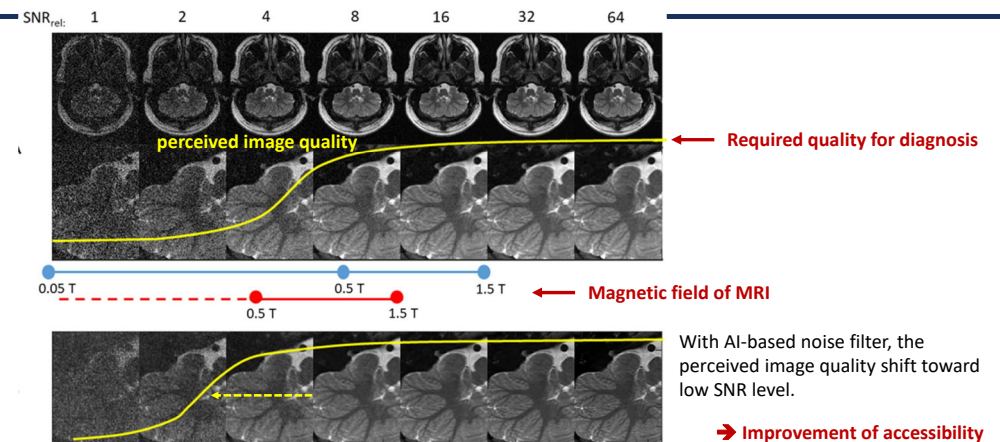 SNRrel: 1 2 4 8 16 32 64
perceived image quality
Required quality for diagnosis
0.05 T 0.5 T 1.5 T
Magnetic field of MRI
0.5 T 1.5 T
With AI-based noise filter, the
perceived image quality shift toward
low SNR level.
➔ Improvement of accessibility